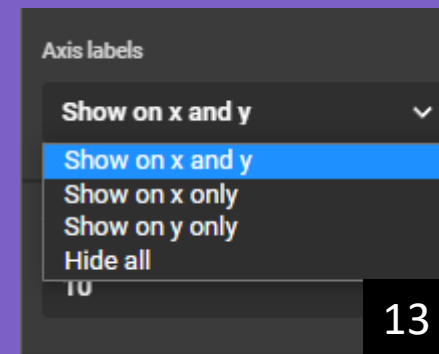 Axis labels
Show on x and y
Show on x and y
Show on x only
Show on y only
Hide all
10
13